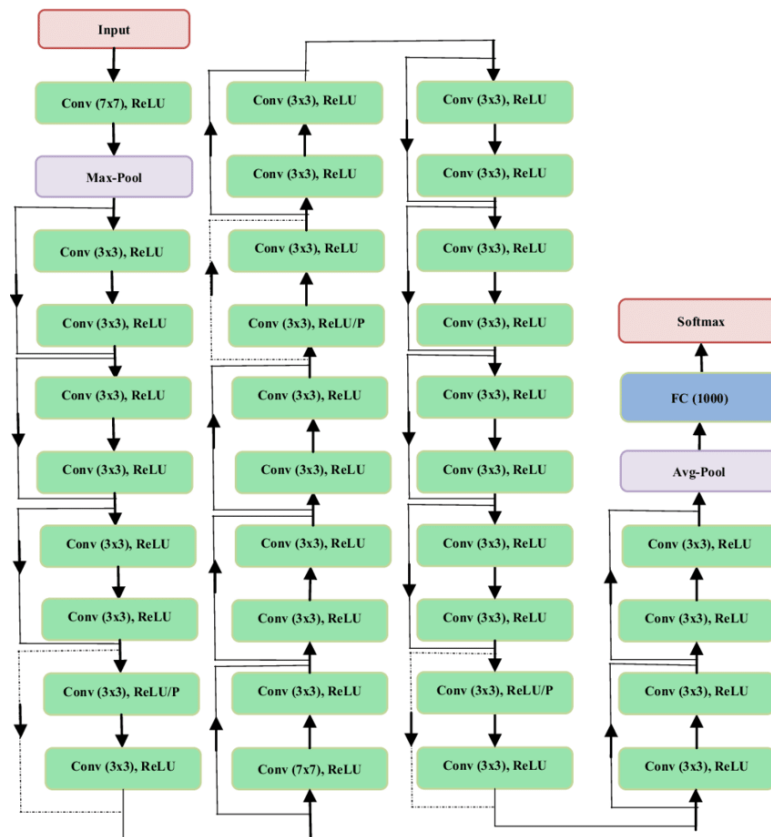 Input
Conv (7x7), ReLU
Max-Pool
Conv (3x3), ReLU
Conv (3x3), ReLU
Conv (3x3), ReLU
Conv (3x3), ReLU
Conv (3x3), ReLU
Conv (3x3), ReLU
Conv (3x3), ReLU/P
Conv (3x3), ReLU
Conv (3x3), ReLU
Conv (3x3), ReLU
Conv (3x3), ReLU
Conv (3x3), ReLU/P
Conv (3x3), ReLU
Conv (3x3), ReLU
Conv (3x3), ReLU
Conv (3x3), ReLU
Conv (3x3), ReLU
Conv (7x7), ReLU
Conv (3x3), ReLU
Conv (3x3), ReLU
Conv (3x3), ReLU
Conv (3x3), ReLU
Conv (3x3), ReLU
Conv (3x3), ReLU
Conv (3x3), ReLU
Conv (3x3), ReLU
Conv (3x3), ReLU/P
Conv (3x3), ReLU
Softmax
FC (1000)
Avg-Pool
Conv (3x3), ReLU
Conv (3x3), ReLU
Conv (3x3), ReLU
Conv (3x3), ReLU